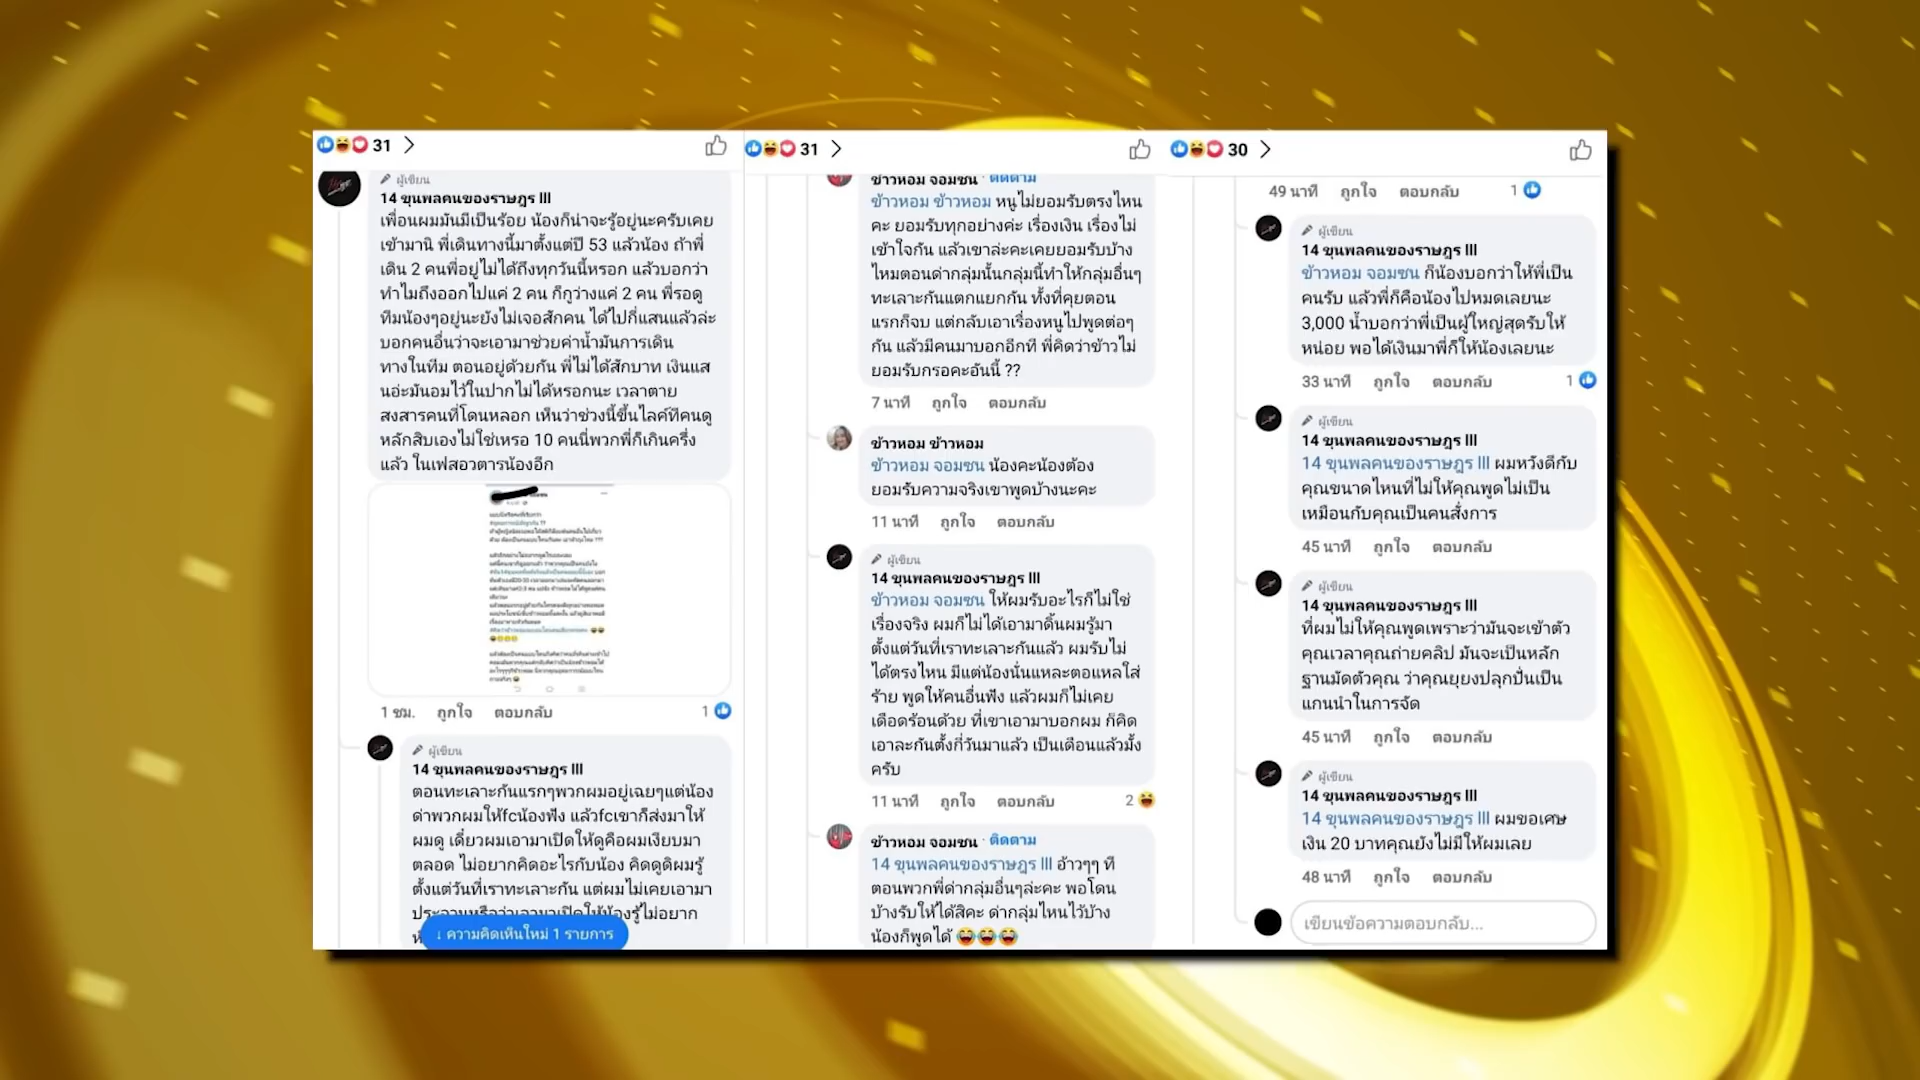 31
ผู้เขียน
14 ขุนพลคนของราษฎร III
เพื่อนผมมันมีเป็นร้อย น้องก็น่าจะรู้อยู่นะครับเคย
เข้ามานิ พี่เดินทางนี้มาตั้งแต่ปี 53 แล้วน้อง ถ้าพี่
เดิน 2 คนพี่อยู่ไม่ได้ถึงทุกวันนี้หรอก แล้วบอกว่า
ทำไมถึงออกไปแค่ 2 คน ก็กูว่างแค่ 2 คน พี่รอดู
ทีมน้องๆอยู่นะยังไม่เจอสักคน ได้ไปกี่แสนแล้วล่ะ
บอกคนอื่นว่าจะเอามาช่วยค่าน้ำมันการเดิน
ทางในทีม ตอนอยู่ด้วยกัน พี่ไม่ได้สักบาท เงินแส
นอ่ะมันอมไว้ในปากไม่ได้หรอกนะ เวลาตาย
สงสารคนที่โดนหลอก เห็นว่าช่วงนี้ขึ้นไลค์ทีคนดู
หลักสิบเองไม่ใช่เหรอ 10 คนนี่พวกพี่ก็เกินครึ่ง
แล้ว ในเฟสอวตารน้องอีก
1 ชม. ถูกใจ ตอบกลับ 1
ผู้เขียน
14 ขุนพลคนของราษฎร III
ตอนทะเลาะกันแรกๆพวกผมอยู่เฉยๆแต่น้อง
ด่าพวกผมให้fcน้องฟัง แล้วfcเขาก็ส่งมาให้
ผมดู เดี๋ยวผมเอามาเปิดให้ดูคือผมเงียบมา
ตลอด ไม่อยากคิดอะไรกับน้อง คิดดูดิผมรู้
ตั้งแต่วันที่เราทะเลาะกัน แต่ผมไม่เคยเอามา
ประจานหรือว่าเอามาเปิดให้น้องรู้ไม่อยาก
↓ ความคิดเห็นใหม่ 1 รายการ
31
ข้าวหอม จอมซน · ติดตาม
ข้าวหอม ข้าวหอม หนูไม่ยอมรับตรงไหน
คะ ยอมรับทุกอย่างค่ะ เรื่องเงิน เรื่องไม่
เข้าใจกัน แล้วเขาล่ะคะเคยยอมรับบ้าง
ไหมตอนด่ากลุ่มนั้นกลุ่มนี้ทำให้กลุ่มอื่นๆ
ทะเลาะกันแตกแยกกัน ทั้งที่คุยตอน
แรกก็จบ แต่กลับเอาเรื่องหนูไปพูดต่อๆ
กัน แล้วมีคนมาบอกอีกที พี่คิดว่าข้าวไม่
ยอมรับกรอคะอันนี้ ??
7 นาที ถูกใจ ตอบกลับ
ข้าวหอม ข้าวหอม
ข้าวหอม จอมซน น้องคะน้องต้อง
ยอมรับความจริงเขาพูดบ้างนะคะ
11 นาที ถูกใจ ตอบกลับ
ผู้เขียน
14 ขุนพลคนของราษฎร III
ข้าวหอม จอมซน ให้ผมรับอะไรก็ไม่ใช่
เรื่องจริง ผมก็ไม่ได้เอามาดิ้นผมรู้มา
ตั้งแต่วันที่เราทะเลาะกันแล้ว ผมรับไม่
ได้ตรงไหน มีแต่น้องนั่นแหละตอแหลใส่
ร้าย พูดให้คนอื่นฟัง แล้วผมก็ไม่เคย
เดือดร้อนด้วย ที่เขาเอามาบอกผม ก็คิด
เอาละกันตั้งกี่วันมาแล้ว เป็นเดือนแล้วมั้ง
ครับ
11 นาที ถูกใจ ตอบกลับ 2
ข้าวหอม จอมซน · ติดตาม
14 ขุนพลคนของราษฎร III อ้าวๆๆ ที
ตอนพวกพี่ด่ากลุ่มอื่นๆล่ะคะ พอโดน
บ้างรับให้ได้สิคะ ด่ากลุ่มไหนไว้บ้าง
น้องก็พูดได้ 😂😂😂
30
49 นาที ถูกใจ ตอบกลับ 1
ผู้เขียน
14 ขุนพลคนของราษฎร III
ข้าวหอม จอมซน ก็น้องบอกว่าให้พี่เป็น
คนรับ แล้วพี่ก็คือน้องไปหมดเลยนะ
3,000 น้ำบอกว่าพี่เป็นผู้ใหญ่สุดรับให้
หน่อย พอได้เงินมาพี่ก็ให้น้องเลยนะ
33 นาที ถูกใจ ตอบกลับ 1
ผู้เขียน
14 ขุนพลคนของราษฎร III
14 ขุนพลคนของราษฎร III ผมหวังดีกับ
คุณขนาดไหนที่ไม่ให้คุณพูดไม่เป็น
เหมือนกับคุณเป็นคนสั่งการ
45 นาที ถูกใจ ตอบกลับ
ผู้เขียน
14 ขุนพลคนของราษฎร III
ที่ผมไม่ให้คุณพูดเพราะว่ามันจะเข้าตัว
คุณเวลาคุณถ่ายคลิป มันจะเป็นหลัก
ฐานมัดตัวคุณ ว่าคุณยุยงปลุกปั่นเป็น
แกนนำในการจัด
45 นาที ถูกใจ ตอบกลับ
ผู้เขียน
14 ขุนพลคนของราษฎร III
14 ขุนพลคนของราษฎร III ผมขอเศษ
เงิน 20 บาทคุณยังไม่มีให้ผมเลย
48 นาที ถูกใจ ตอบกลับ
เขียนข้อความตอบกลับ...